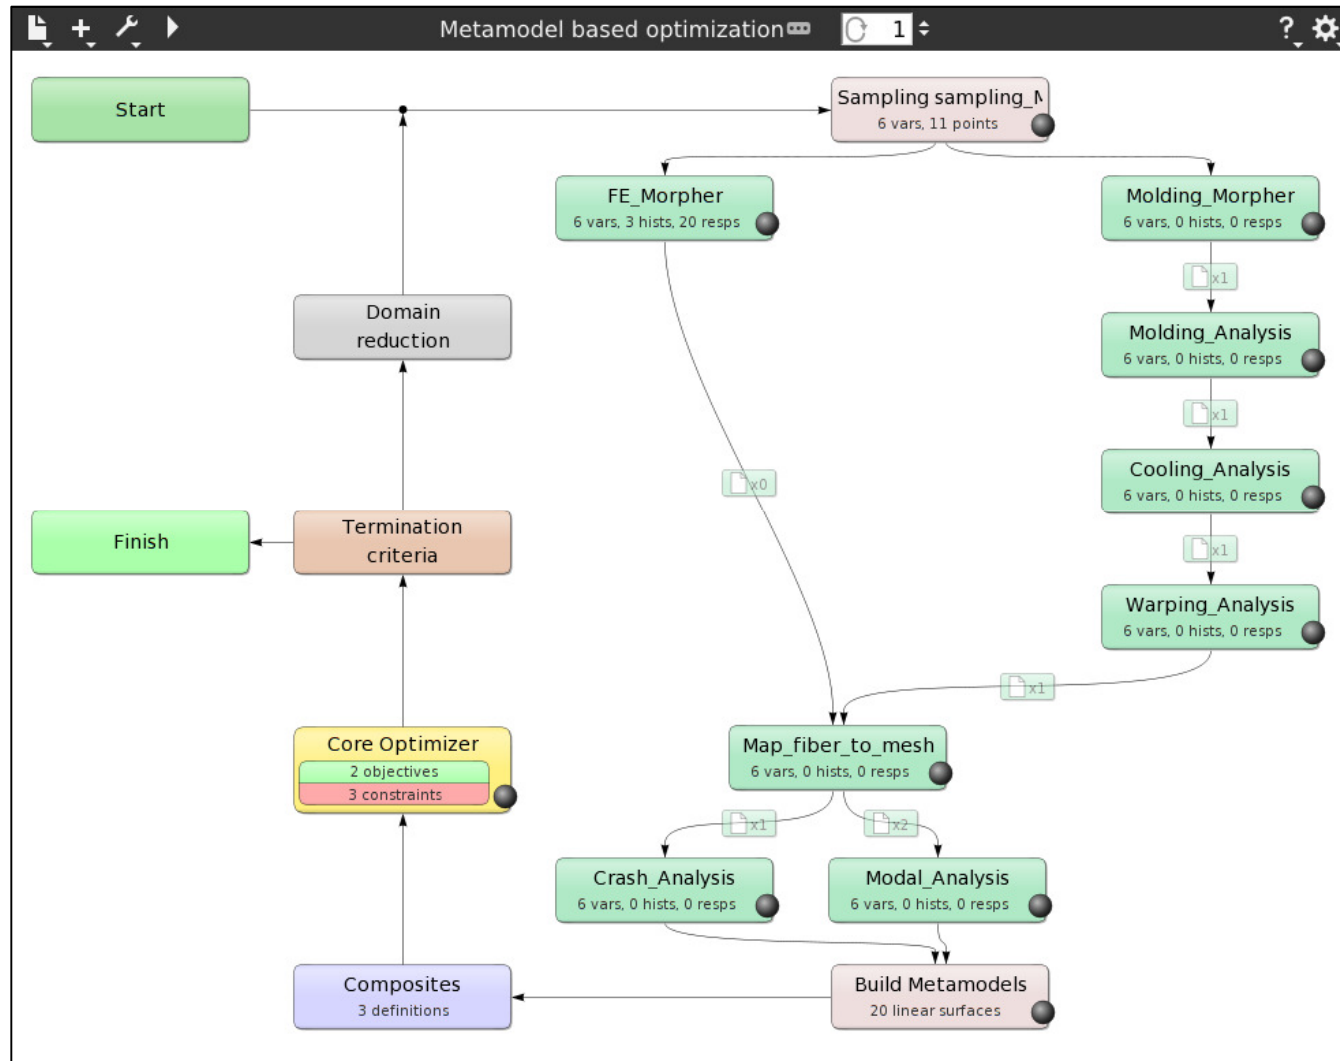 Metamodel based optimization
1
?
Start
Sampling sampling_M
6 vars, 11 points
FE_Morpher
6 vars, 3 hists, 20 resps
Molding_Morpher
6 vars, 0 hists, 0 resps
x1
Domain
reduction
Molding_Analysis
6 vars, 0 hists, 0 resps
x1
Cooling_Analysis
6 vars, 0 hists, 0 resps
x0
Finish
Termination
criteria
x1
Warping_Analysis
6 vars, 0 hists, 0 resps
x1
Core Optimizer
2 objectives
3 constraints
Map_fiber_to_mesh
6 vars, 0 hists, 0 resps
x1
x2
Crash_Analysis
6 vars, 0 hists, 0 resps
Modal_Analysis
6 vars, 0 hists, 0 resps
Composites
3 definitions
Build Metamodels
20 linear surfaces